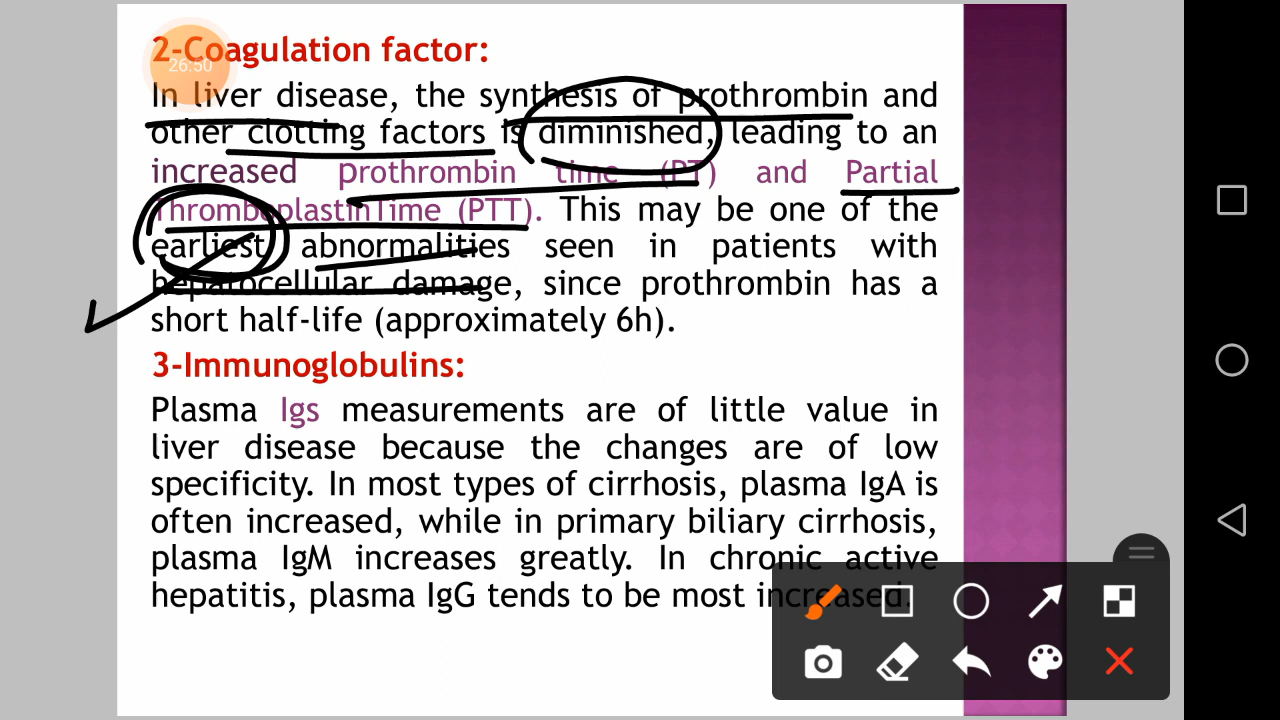 2-Coagulation factor:
26:50
In liver disease, the synthesis of prothrombin and
other clotting factors is diminished, leading to an
increased prothrombin time (PT) and Partial
ThromboplastinTime (PTT). This may be one of the
earliest abnormalities seen in patients with
hepatocellular damage, since prothrombin has a
short half-life (approximately 6h).
3-Immunoglobulins:
Plasma Igs measurements are of little value in
liver disease because the changes are of low
specificity. In most types of cirrhosis, plasma IgA is
often increased, while in primary biliary cirrhosis,
plasma IgM increases greatly. In chronic active
hepatitis, plasma IgG tends to be most increased.